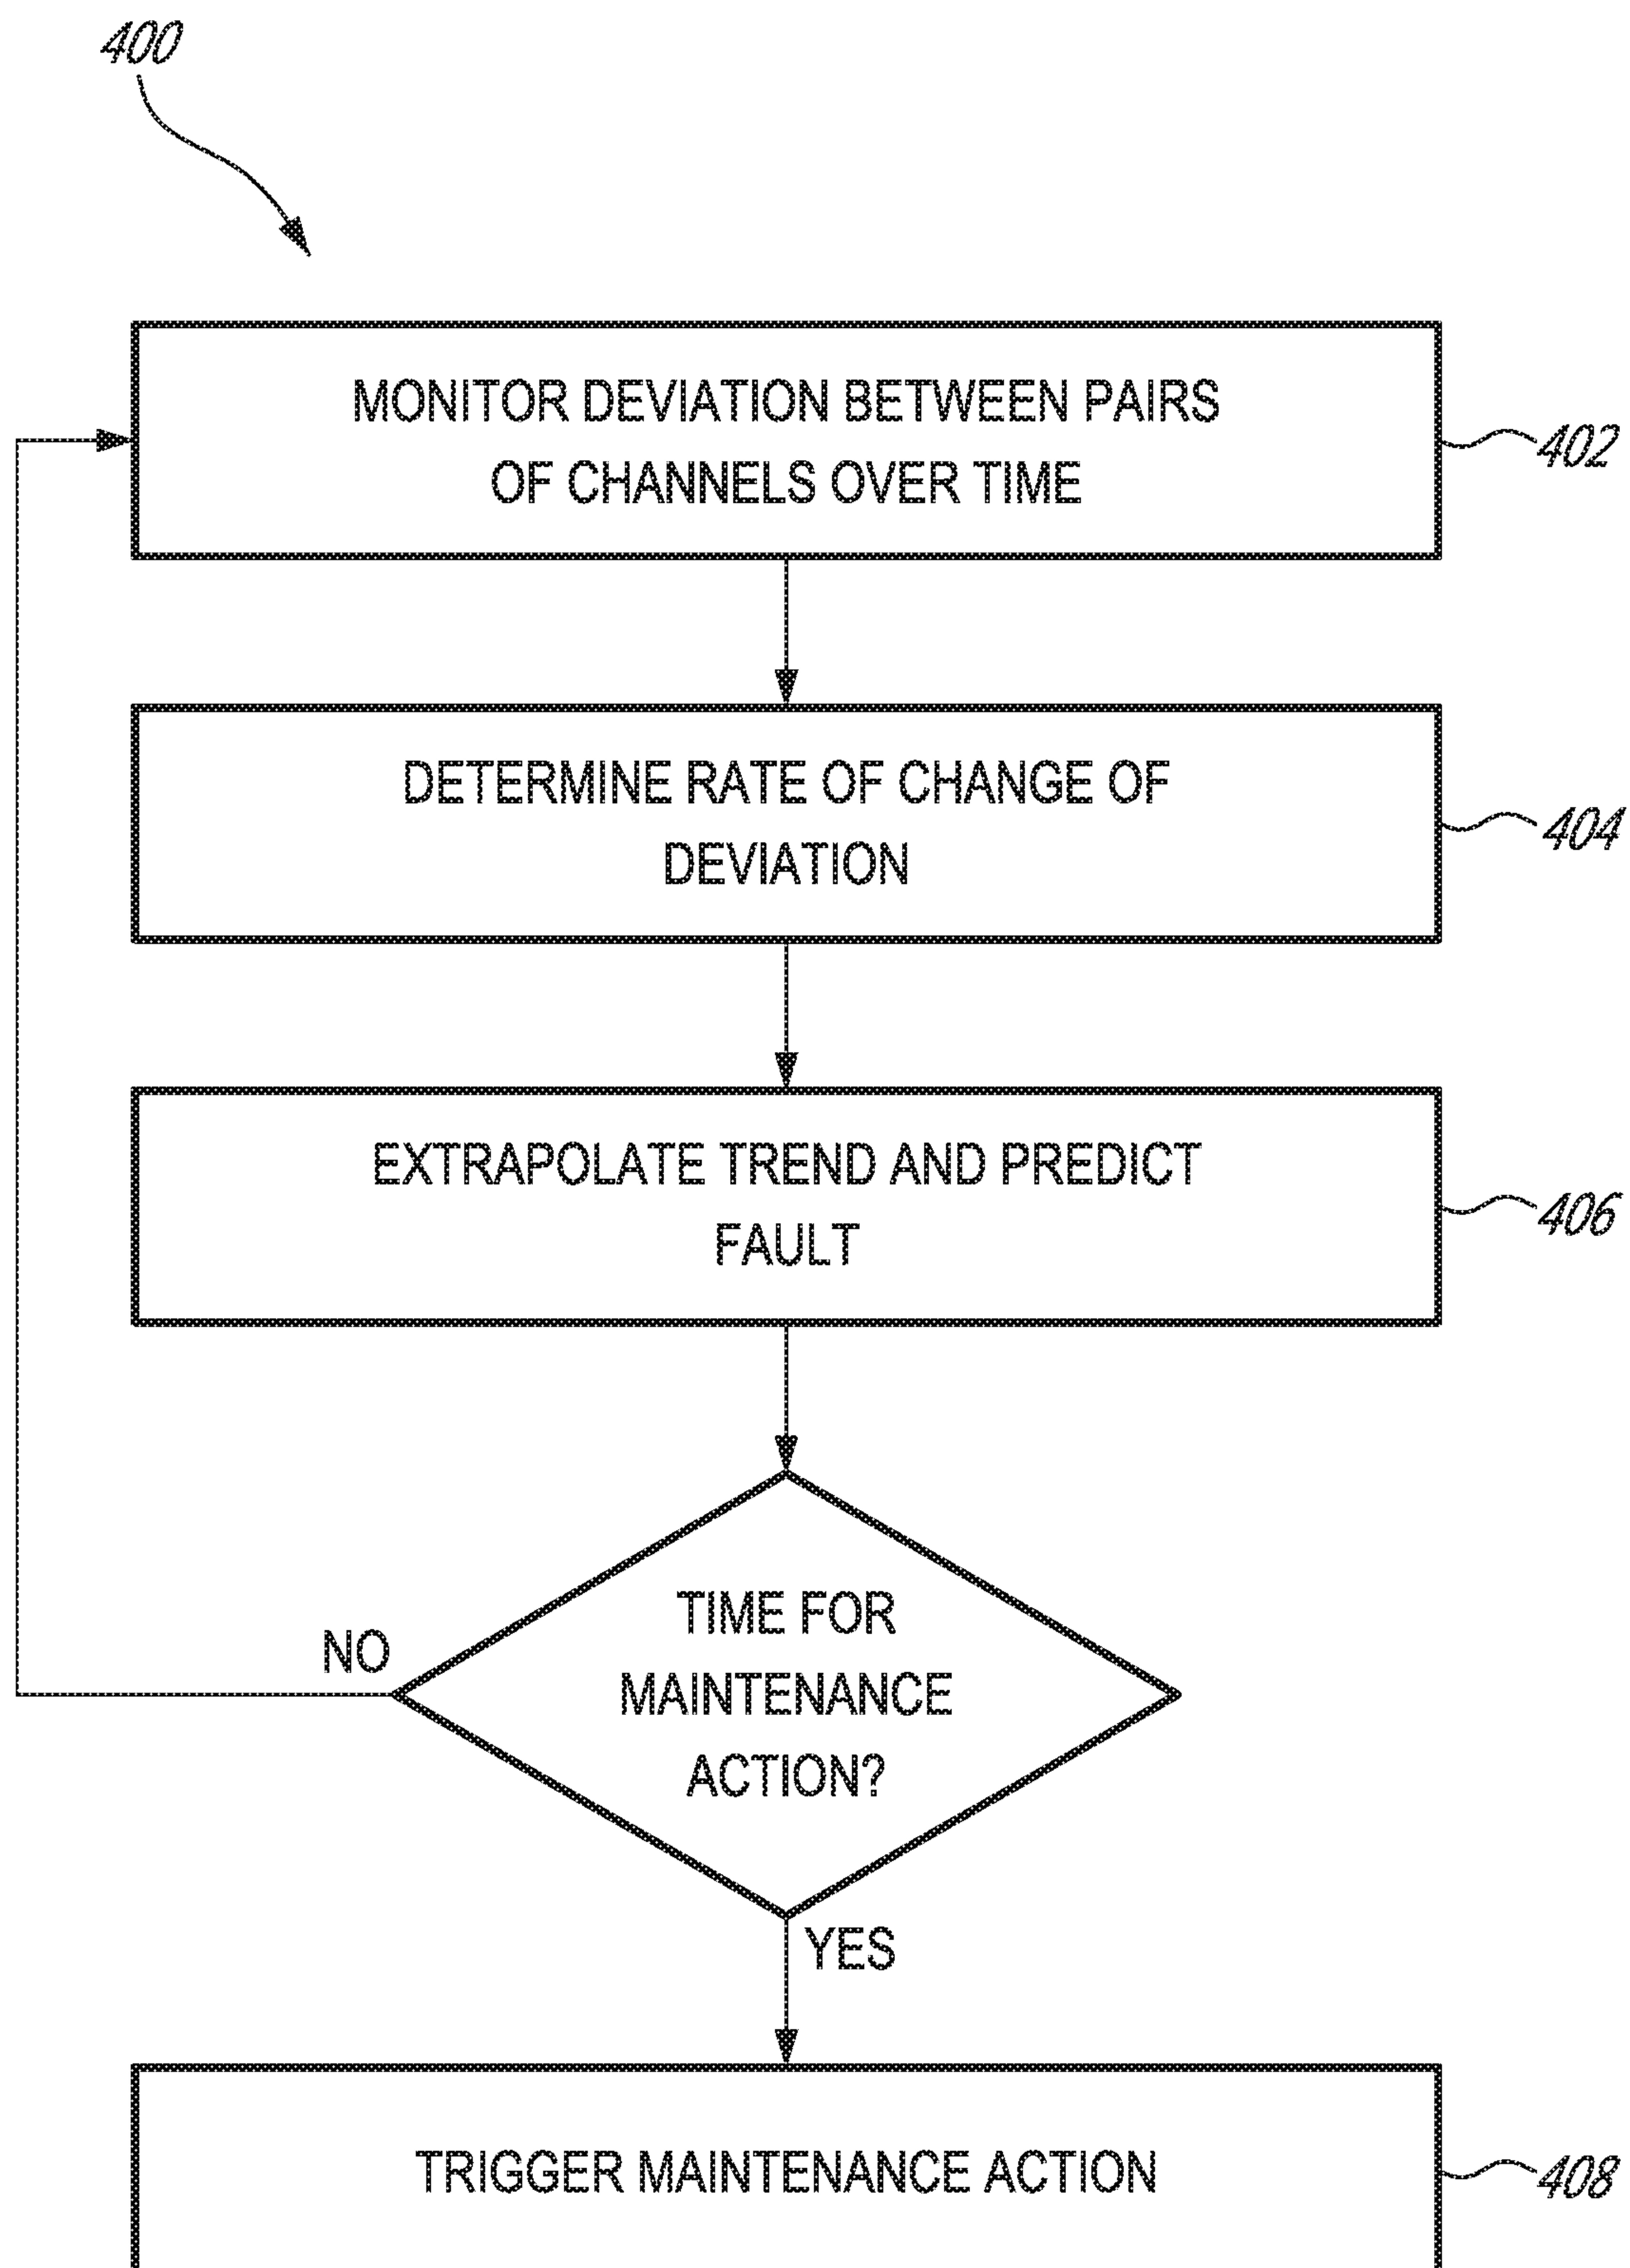 400
MONITOR DEVIATION BETWEEN PAIRS
OF CHANNELS OVER TIME
402
DETERMINE RATE OF CHANGE OF
DEVIATION
404
EXTRAPOLATE TREND AND PREDICT
FAULT
406
TIME FOR
MAINTENANCE
ACTION?
NO
YES
TRIGGER MAINTENANCE ACTION
408